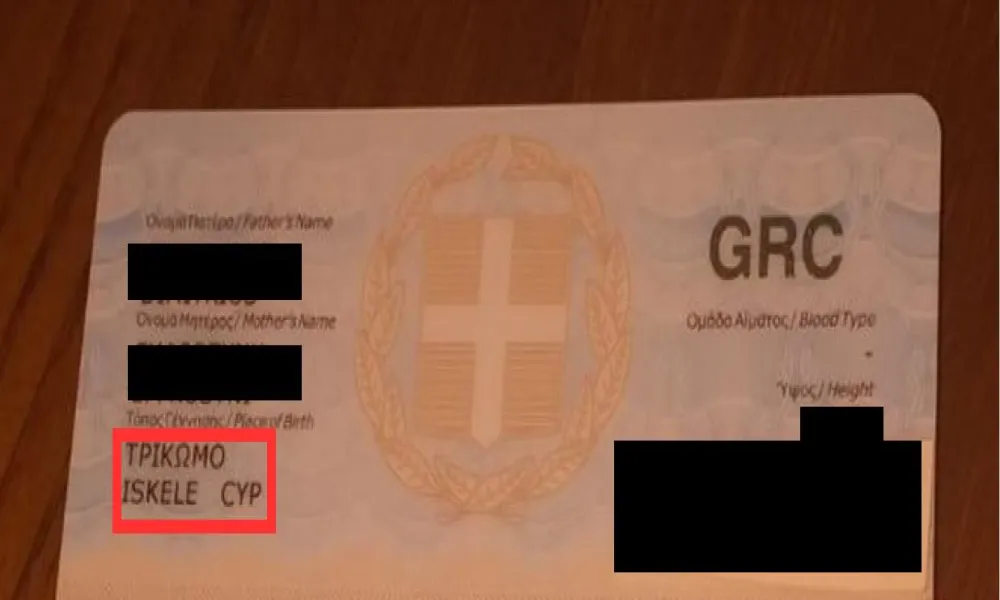 Όνομα Πατέρα / Father's Name
GRC
Όνομα Μητέρας / Mother's Name
Ομάδα Αίματος / Blood Type
-
Ύψος / Height
Τόπος Γέννησης / Place of Birth
ΤΡΙΚΩΜΟ
ISKELE CYP